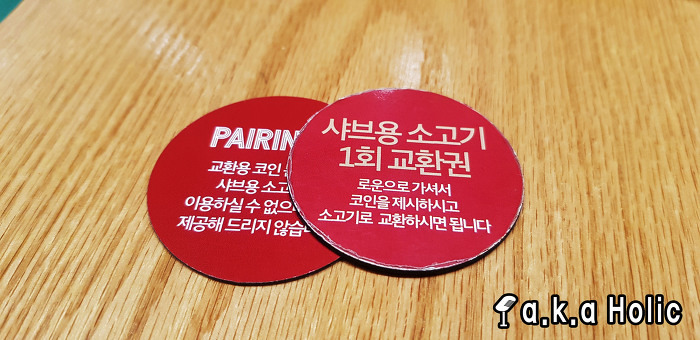 PAIRIN
교환용 코인
샤브용 소고
이용하실 수 없으
제공해 드리지 않습
샤브용 소고기
1회 교환권
로운으로 가셔서
코인을 제시하시고
소고기로 교환하시면 됩니다
a.k.a Holic